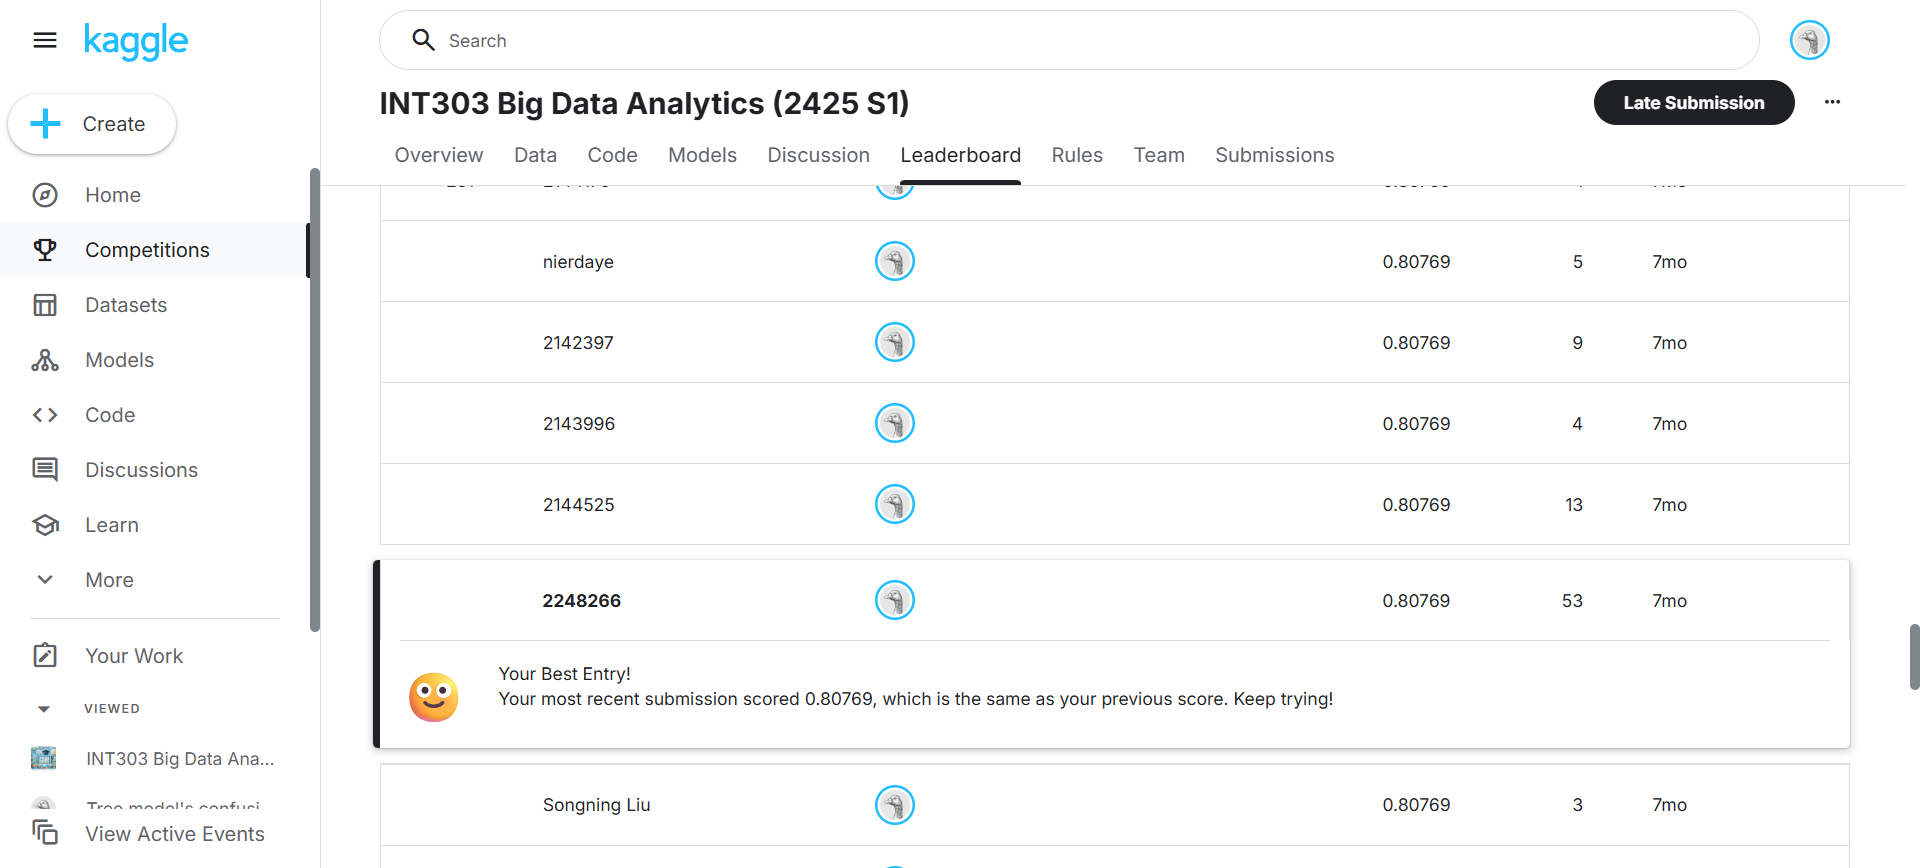 kaggle
Search
Create
INT303 Big Data Analytics (2425 S1)
Late Submission
Overview Data Code Models Discussion Leaderboard Rules Team Submissions
Home
Competitions
Datasets
Models
Code
Discussions
Learn
More
Your Work
VIEWED
INT303 Big Data Ana...
View Active Events
nierdaye 0.80769 5 7mo
2142397 0.80769 9 7mo
2143996 0.80769 4 7mo
2144525 0.80769 13 7mo
2248266 0.80769 53 7mo
Your Best Entry!
Your most recent submission scored 0.80769, which is the same as your previous score. Keep trying!
Songning Liu 0.80769 3 7mo